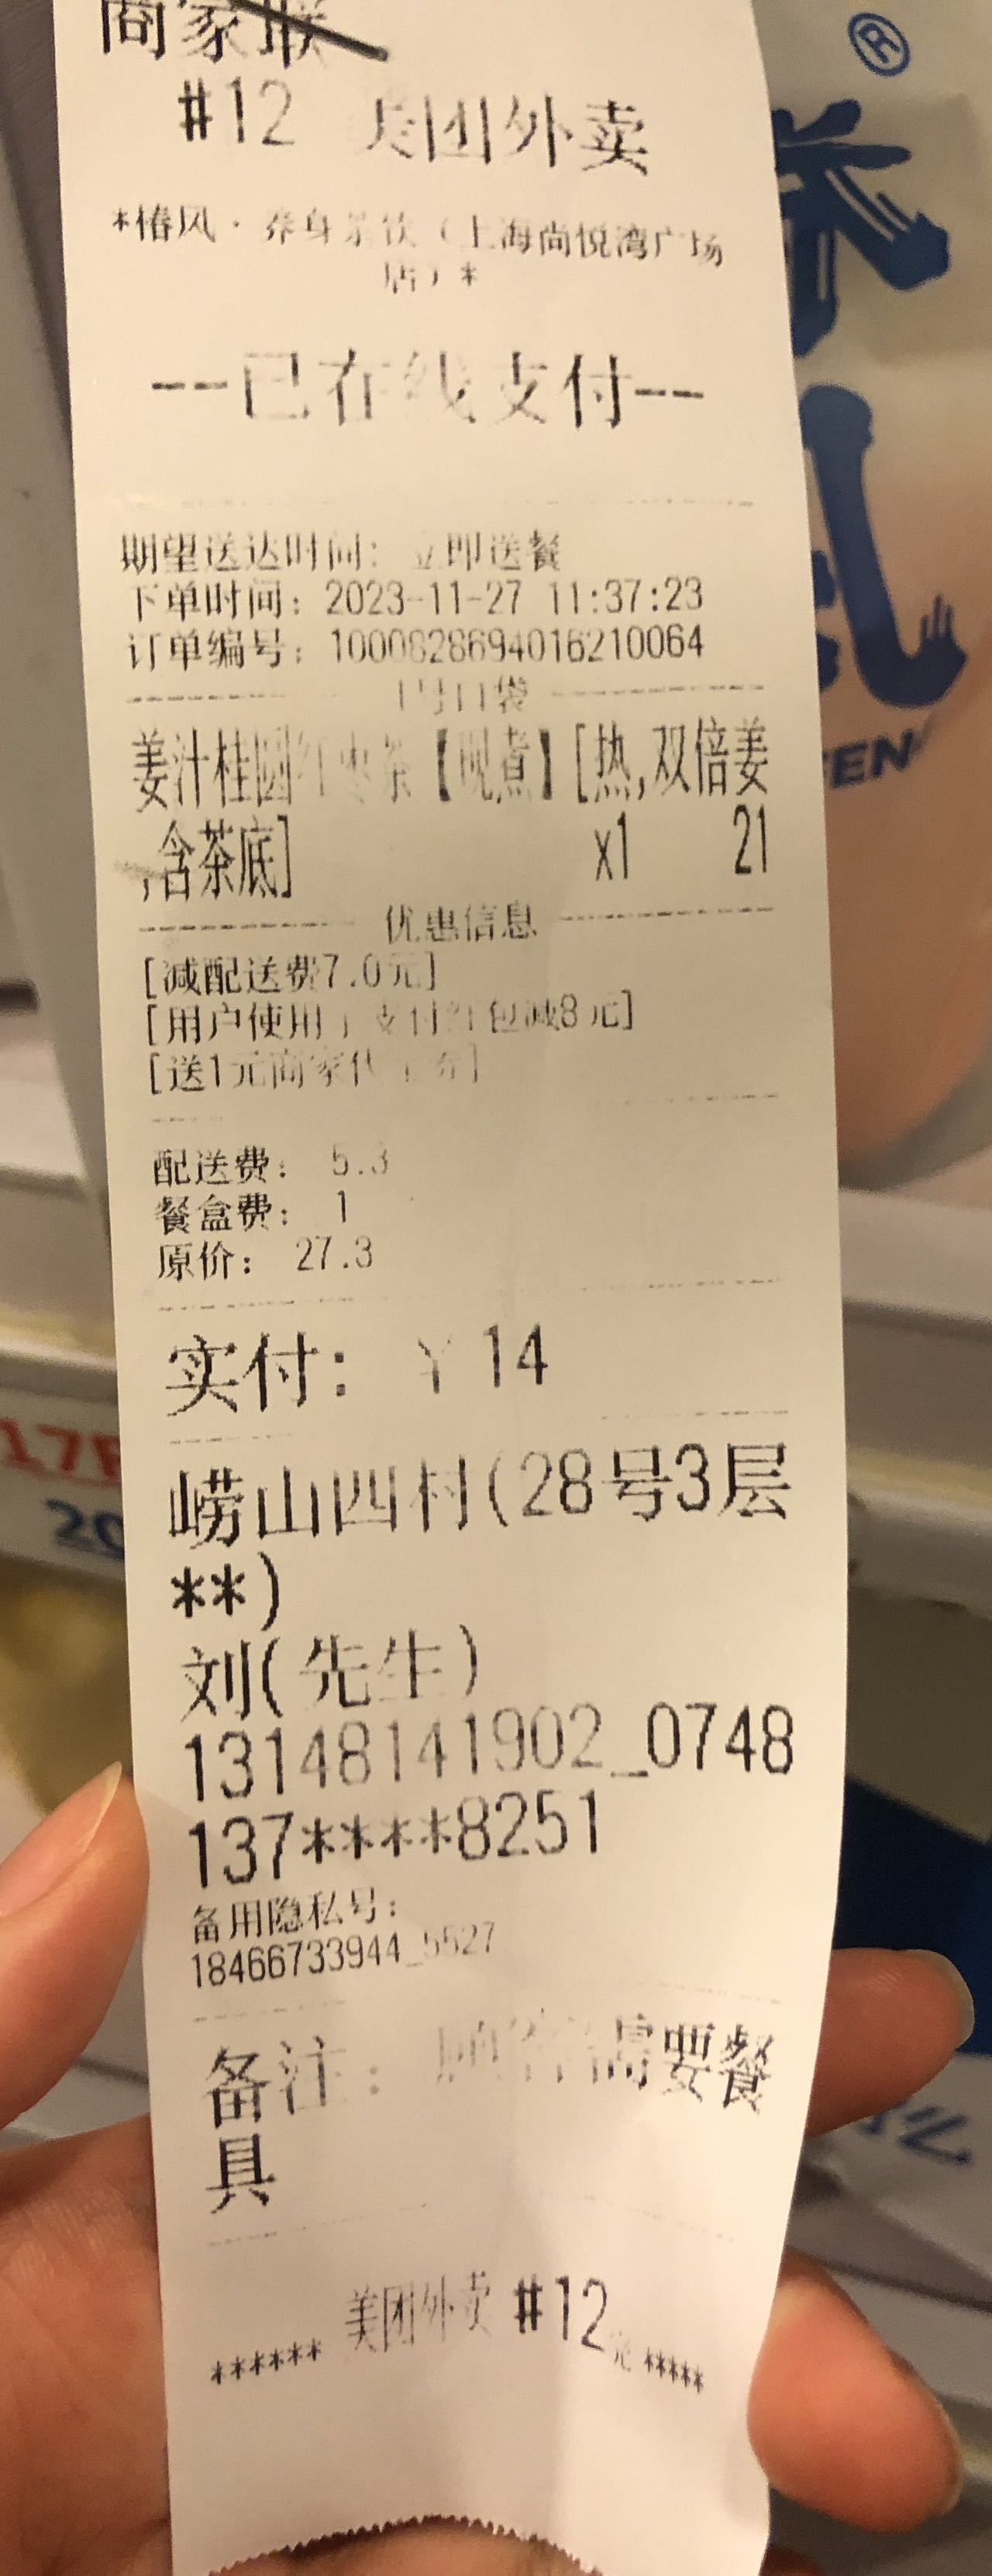 商家联
#12 美团外卖
*椿风·养身茶饮(上海尚悦湾广场
店)*
--已在线支付--
期望送达时间: 立即送餐
下单时间: 2023-11-27 11:37:23
订单编号: 1000828694016210064
1号口袋
姜汁桂圆红枣茶【现煮】[热,双倍姜
,含茶底] x1 21
优惠信息
[减配送费7.0元]
[用户使用了支付红包减8元]
[送1元商家代金券]
配送费: 5.3
餐盒费: 1
原价: 27.3
实付: ¥14
崂山四村(28号3层
**)
刘(先生)
13148141902_0748
137****8251
备用隐私号:
18466733944_5527
备注: 顾客需要餐
具
****** 美团外卖 #12 完 *****
®
FEN